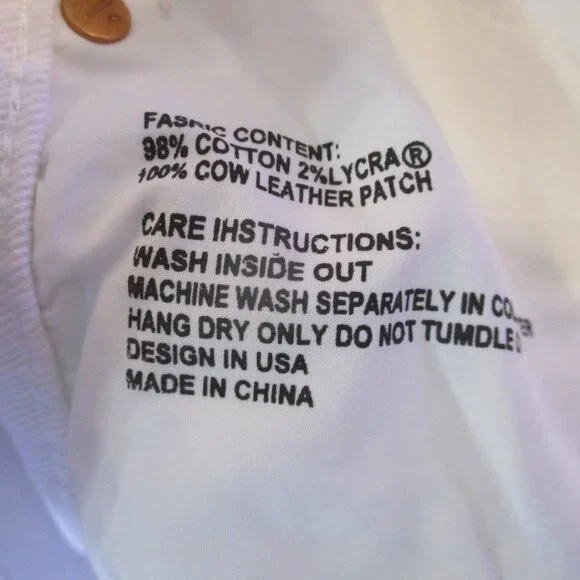 FASRIC CONTENT:
98% COTTON 2%LYCRA®
100% COW LEATHER PATCH
CARE IHSTRUCTIONS:
WASH INSIDE OUT
MACHINE WASH SEPARATELY IN
HANG DRY ONLY DO NOT TUMDLE
DESIGN IN USA
MADE IN CHINA